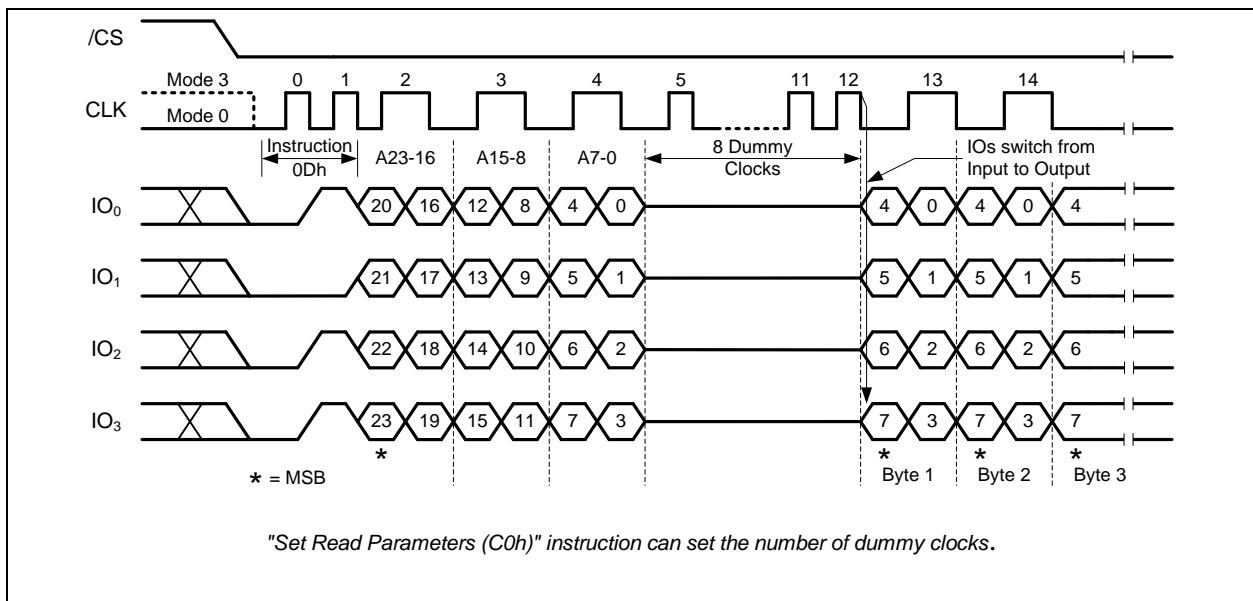 /CS
Mode 3 0 1 2 3 4 5 11 12 13 14
CLK Mode 0
Instruction 0Dh A23-16 A15-8 A7-0 8 Dummy Clocks IOs switch from Input to Output
IO0 20 16 12 8 4 0 4 0 4 0 4
IO1 21 17 13 9 5 1 5 1 5 1 5
IO2 22 18 14 10 6 2 6 2 6 2 6
IO3 23 19 15 11 7 3 7 3 7 3 7
* * * *
* = MSB Byte 1 Byte 2 Byte 3
"Set Read Parameters (C0h)" instruction can set the number of dummy clocks.